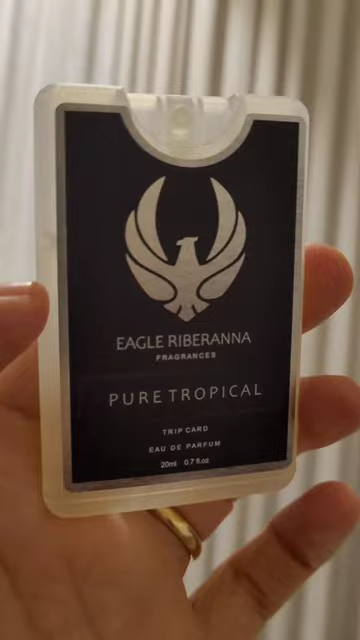 EAGLE RIBERANNA
FRAGRANCES
PURE TROPICAL
TRIP CARD
EAU DE PARFUM
20ml 0.7 fl.oz